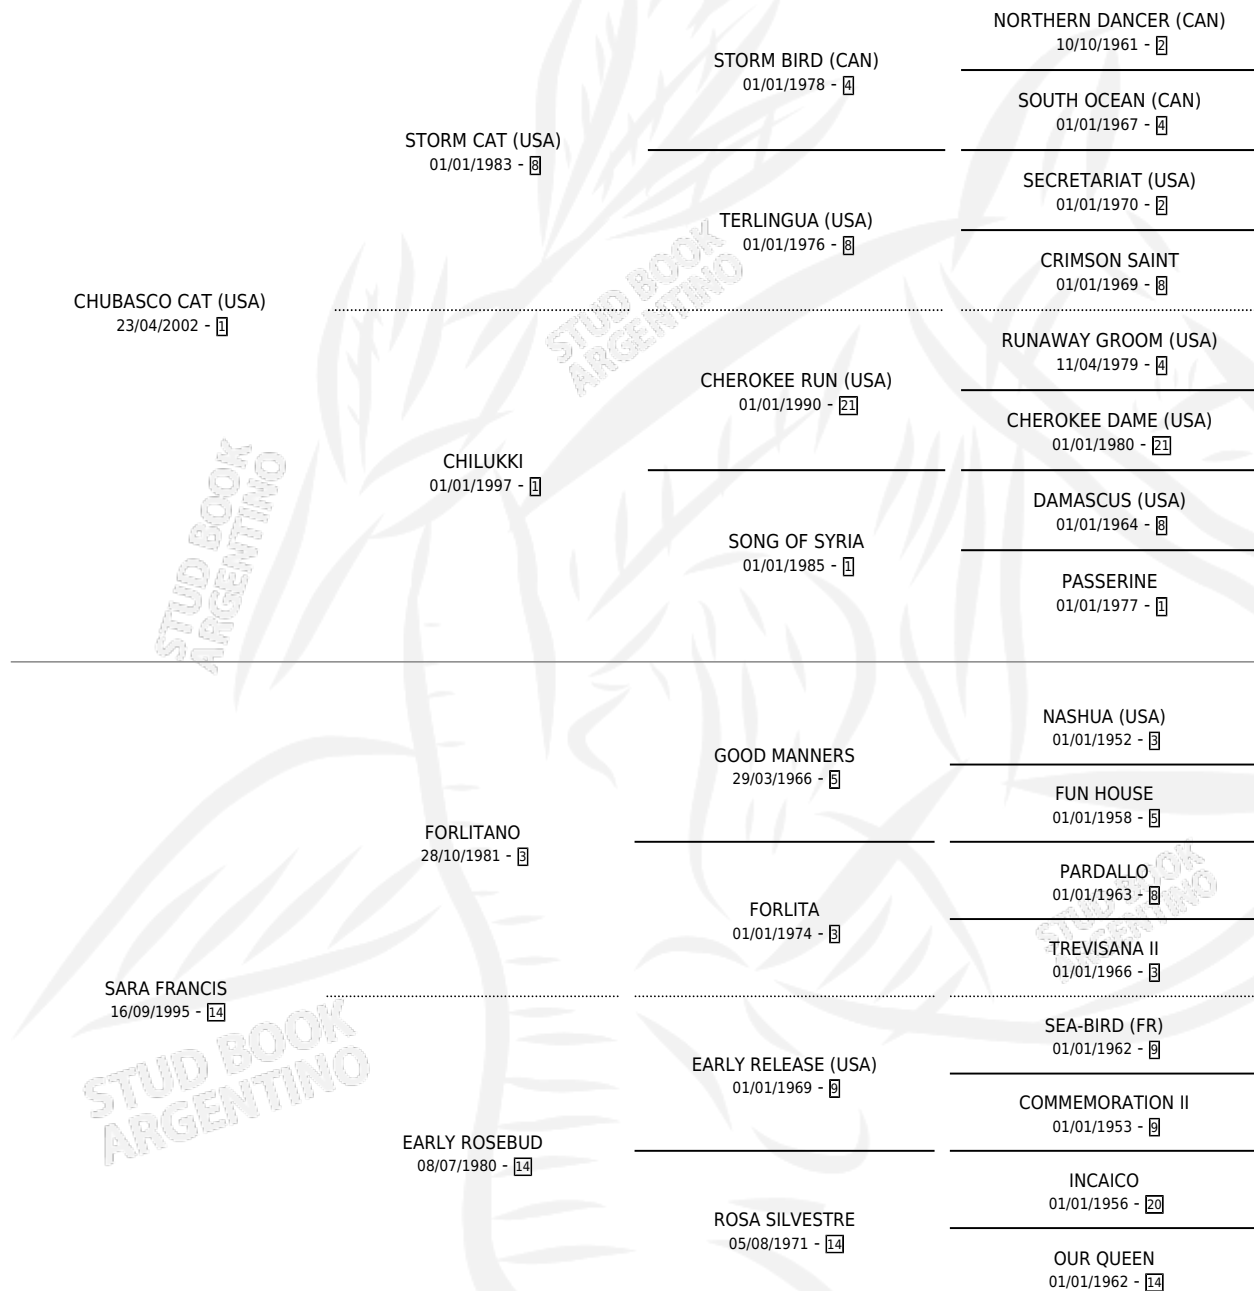 NORTHERN DANCER (CAN)
10/10/1961 - 2
STORM BIRD (CAN)
01/01/1978 - 4
SOUTH OCEAN (CAN)
01/01/1967 - 4
STORM CAT (USA)
01/01/1983 - 8
SECRETARIAT (USA)
01/01/1970 - 2
TERLINGUA (USA)
01/01/1976 - 8
CRIMSON SAINT
01/01/1969 - 8
CHUBASCO CAT (USA)
23/04/2002 - 1
RUNAWAY GROOM (USA)
11/04/1979 - 4
CHEROKEE RUN (USA)
01/01/1990 - 21
CHEROKEE DAME (USA)
01/01/1980 - 21
CHILUKKI
01/01/1997 - 1
DAMASCUS (USA)
01/01/1964 - 8
SONG OF SYRIA
01/01/1985 - 1
PASSERINE
01/01/1977 - 1
NASHUA (USA)
01/01/1952 - 3
GOOD MANNERS
29/03/1966 - 5
FUN HOUSE
01/01/1958 - 5
FORLITANO
28/10/1981 - 3
PARDALLO
01/01/1963 - 8
FORLITA
01/01/1974 - 3
TREVISANA II
01/01/1966 - 3
SARA FRANCIS
16/09/1995 - 14
SEA-BIRD (FR)
01/01/1962 - 9
EARLY RELEASE (USA)
01/01/1969 - 9
COMMEMORATION II
01/01/1953 - 9
EARLY ROSEBUD
08/07/1980 - 14
INCAICO
01/01/1956 - 20
ROSA SILVESTRE
05/08/1971 - 14
OUR QUEEN
01/01/1962 - 14
STUD BOOK
ARGENTINO
STUD BOOK
ARGENTINO
STUD BOOK
ARGENTINO
STUD BOOK
ARGENTINO